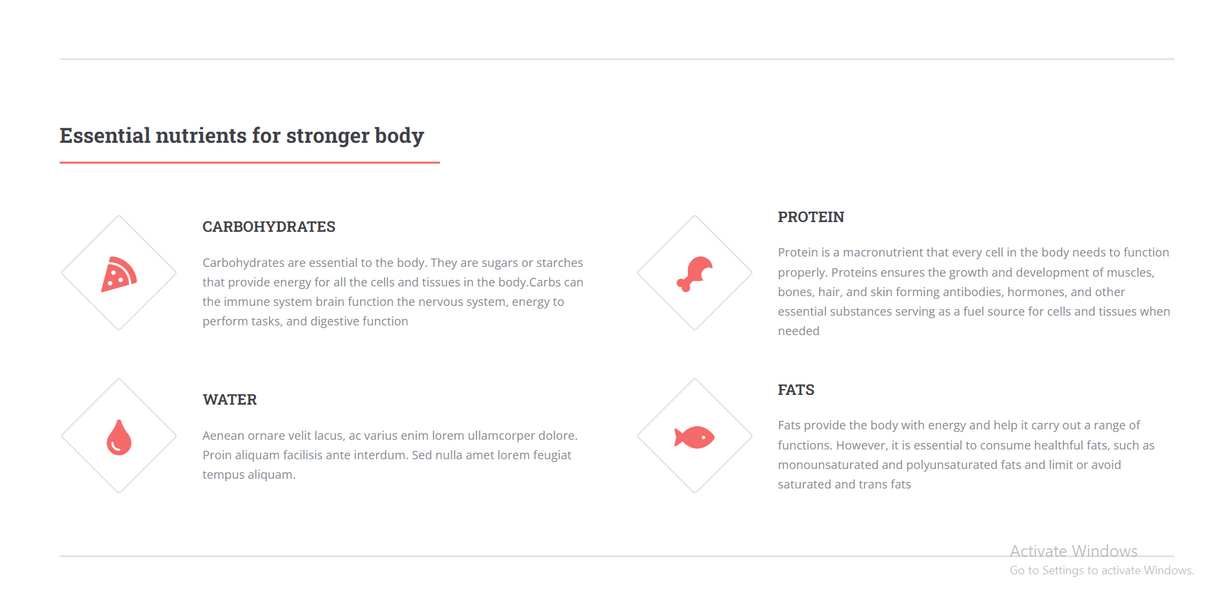 Essential nutrients for stronger body
CARBOHYDRATES
Carbohydrates are essential to the body. They are sugars or starches
that provide energy for all the cells and tissues in the body.Carbs can
the immune system brain function the nervous system, energy to
perform tasks, and digestive function
PROTEIN
Protein is a macronutrient that every cell in the body needs to function
properly. Proteins ensures the growth and development of muscles,
bones, hair, and skin forming antibodies, hormones, and other
essential substances serving as a fuel source for cells and tissues when
needed
WATER
Aenean ornare velit lacus, ac varius enim lorem ullamcorper dolore.
Proin aliquam facilisis ante interdum. Sed nulla amet lorem feugiat
tempus aliquam.
FATS
Fats provide the body with energy and help it carry out a range of
functions. However, it is essential to consume healthful fats, such as
monounsaturated and polyunsaturated fats and limit or avoid
saturated and trans fats
Activate Windows
Go to Settings to activate Windows.